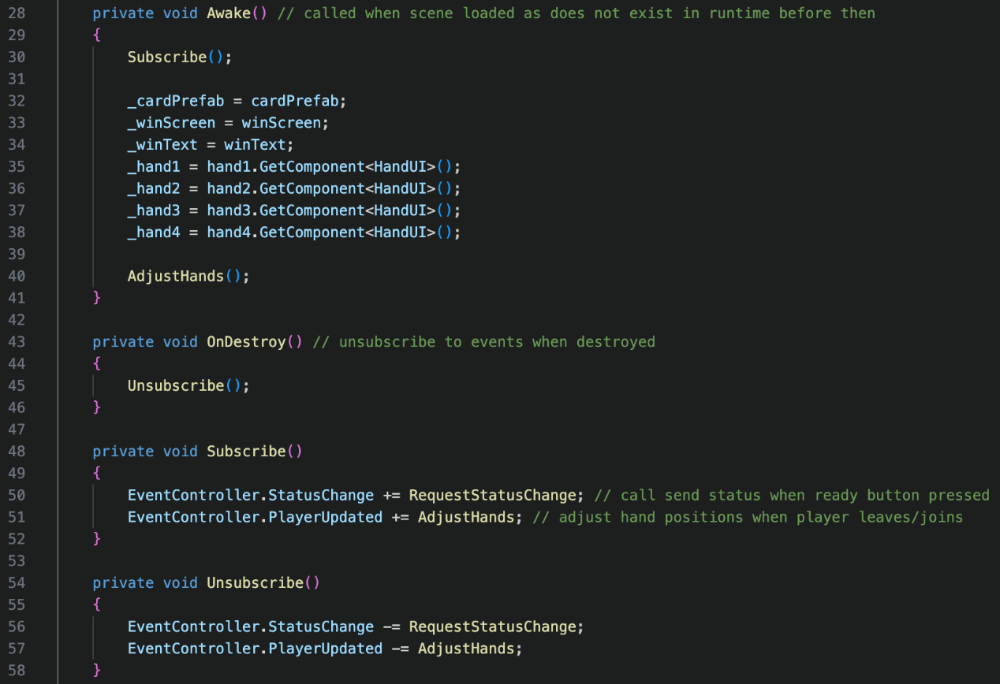 28 private void Awake() // called when scene loaded as does not exist in runtime before then
29 {
30 Subscribe();
31
32 _cardPrefab = cardPrefab;
33 _winScreen = winScreen;
34 _winText = winText;
35 _hand1 = hand1.GetComponent<HandUI>();
36 _hand2 = hand2.GetComponent<HandUI>();
37 _hand3 = hand3.GetComponent<HandUI>();
38 _hand4 = hand4.GetComponent<HandUI>();
39
40 AdjustHands();
41 }
42
43 private void OnDestroy() // unsubscribe to events when destroyed
44 {
45 Unsubscribe();
46 }
47
48 private void Subscribe()
49 {
50 EventController.StatusChange += RequestStatusChange; // call send status when ready button pressed
51 EventController.PlayerUpdated += AdjustHands; // adjust hand positions when player leaves/joins
52 }
53
54 private void Unsubscribe()
55 {
56 EventController.StatusChange -= RequestStatusChange;
57 EventController.PlayerUpdated -= AdjustHands;
58 }